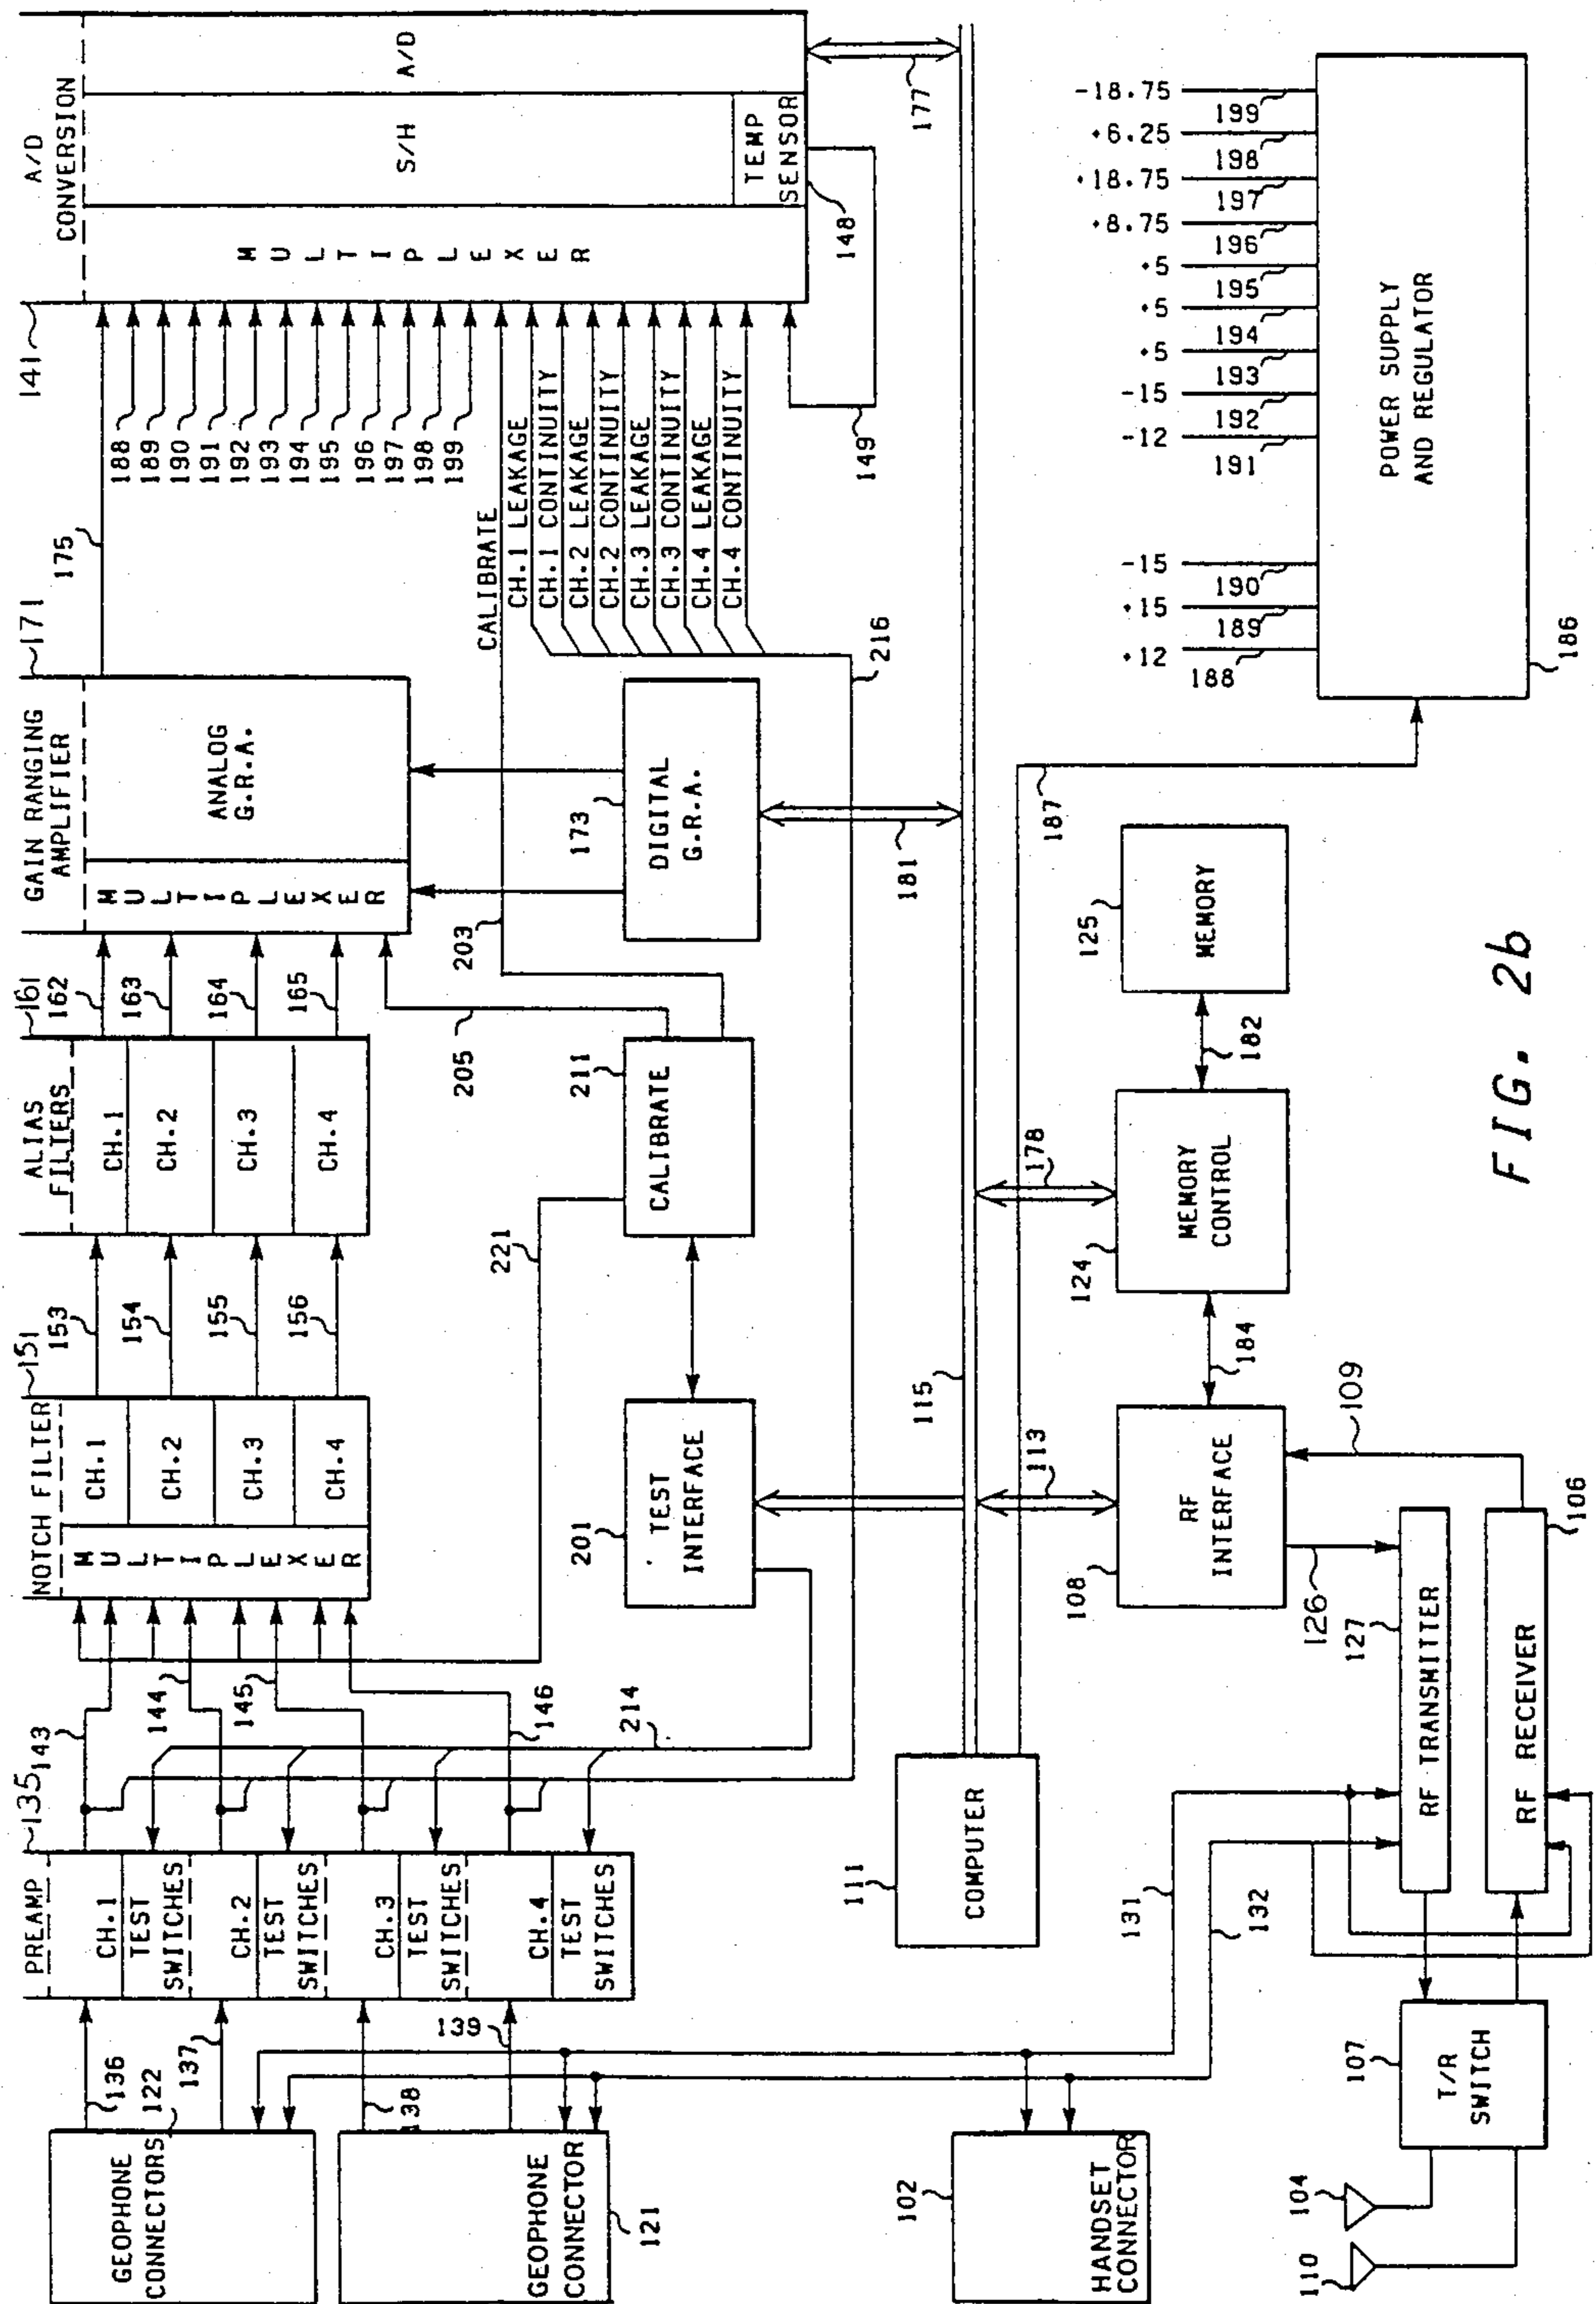 GEOPHONE
CONNECTORS
122
136
137
GEOPHONE
CONNECTOR
121
138
139
HANDSET
CONNECTOR
102
110
104
T/R
SWITCH
107
PREAMP
135
CH.1
TEST
SWITCHES
CH.2
TEST
SWITCHES
CH.3
TEST
SWITCHES
CH.4
TEST
SWITCHES
143
144
145
146
214
NOTCH FILTER
151
MULTIPLEXER
CH.1
CH.2
CH.3
CH.4
153
154
155
156
ALIAS
FILTERS
161
CH.1
CH.2
CH.3
CH.4
162
163
164
165
221
205
203
TEST
INTERFACE
201
CALIBRATE
211
GAIN RANGING
AMPLIFIER
171
MULTIPLEXER
ANALOG
G.R.A.
DIGITAL
G.R.A.
173
181
175
188
189
190
191
192
193
194
195
196
197
198
199
CALIBRATE
CH.1 LEAKAGE
CH.1 CONTINUITY
CH.2 LEAKAGE
CH.2 CONTINUITY
CH.3 LEAKAGE
CH.3 CONTINUITY
CH.4 LEAKAGE
CH.4 CONTINUITY
216
149
A/D
CONVERSION
141
MULTIPLEXER
S/H
A/D
TEMP
SENSOR
148
177
COMPUTER
111
115
113
178
187
131
132
RF TRANSMITTER
127
RF RECEIVER
106
126
109
RF
INTERFACE
108
184
MEMORY
CONTROL
124
182
MEMORY
125
+12
188
+15
189
-15
190
-12
191
-15
192
+5
193
+5
194
+5
195
+8.75
196
+18.75
197
+6.25
198
-18.75
199
POWER SUPPLY
AND REGULATOR
186
FIG. 2b